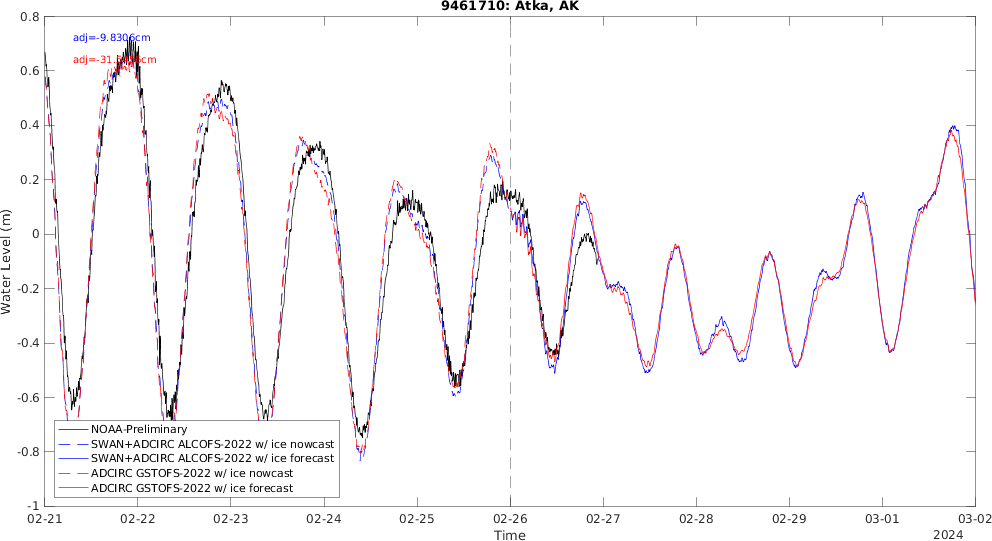 9461710: Atka, AK
adj=-9.8306cm
Water Level (m)
0.8
0.6
0.4
0.2
0
-0.2
-0.4
-0.6
-0.8
-1
NOAA-Preliminary
SWAN+ADCIRC ALCOFS-2022 w/ ice nowcast
SWAN+ADCIRC ALCOFS-2022 w/ ice forecast
ADCIRC GSTOFS-2022 w/ ice nowcast
ADCIRC GSTOFS-2022 w/ ice forecast
02-21 02-22 02-23 02-24 02-25 02-26 02-27 02-28 02-29 03-01 03-02
Time
2024